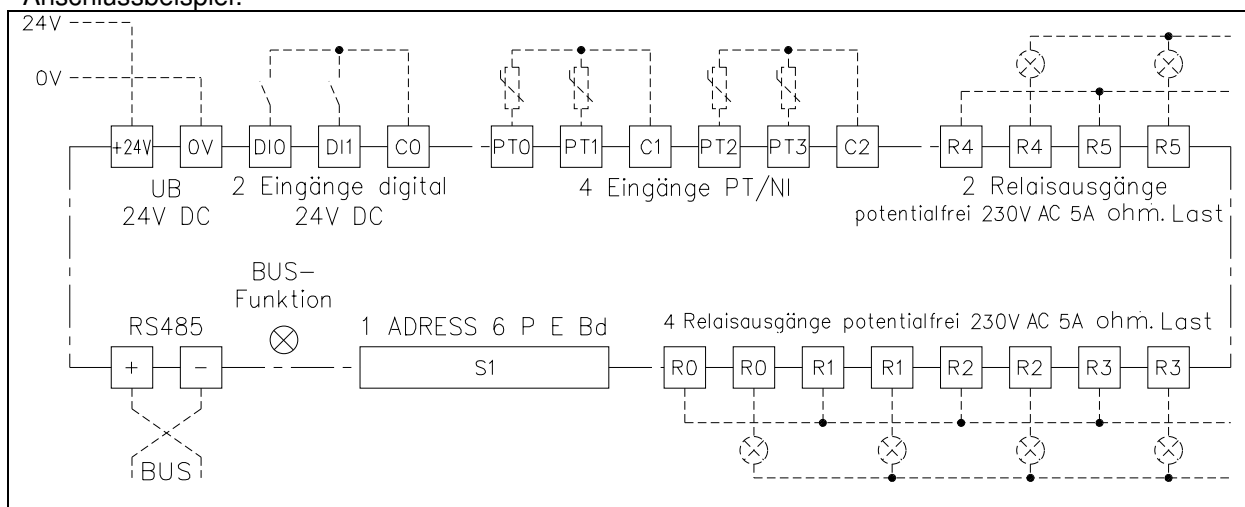 Anschlussbeispiel:
24V
0V
+24V 0V DI0 DI1 C0 PT0 PT1 C1 PT2 PT3 C2 R4 R4 R5 R5
UB 2 Eingänge digital 4 Eingänge PT/NI 2 Relaisausgänge
24V DC 24V DC potentialfrei 230V AC 5A ohm. Last
BUS-
Funktion
RS485 1 ADRESS 6 P E Bd 4 Relaisausgänge potentialfrei 230V AC 5A ohm. Last
+ - S1 R0 R0 R1 R1 R2 R2 R3 R3
BUS